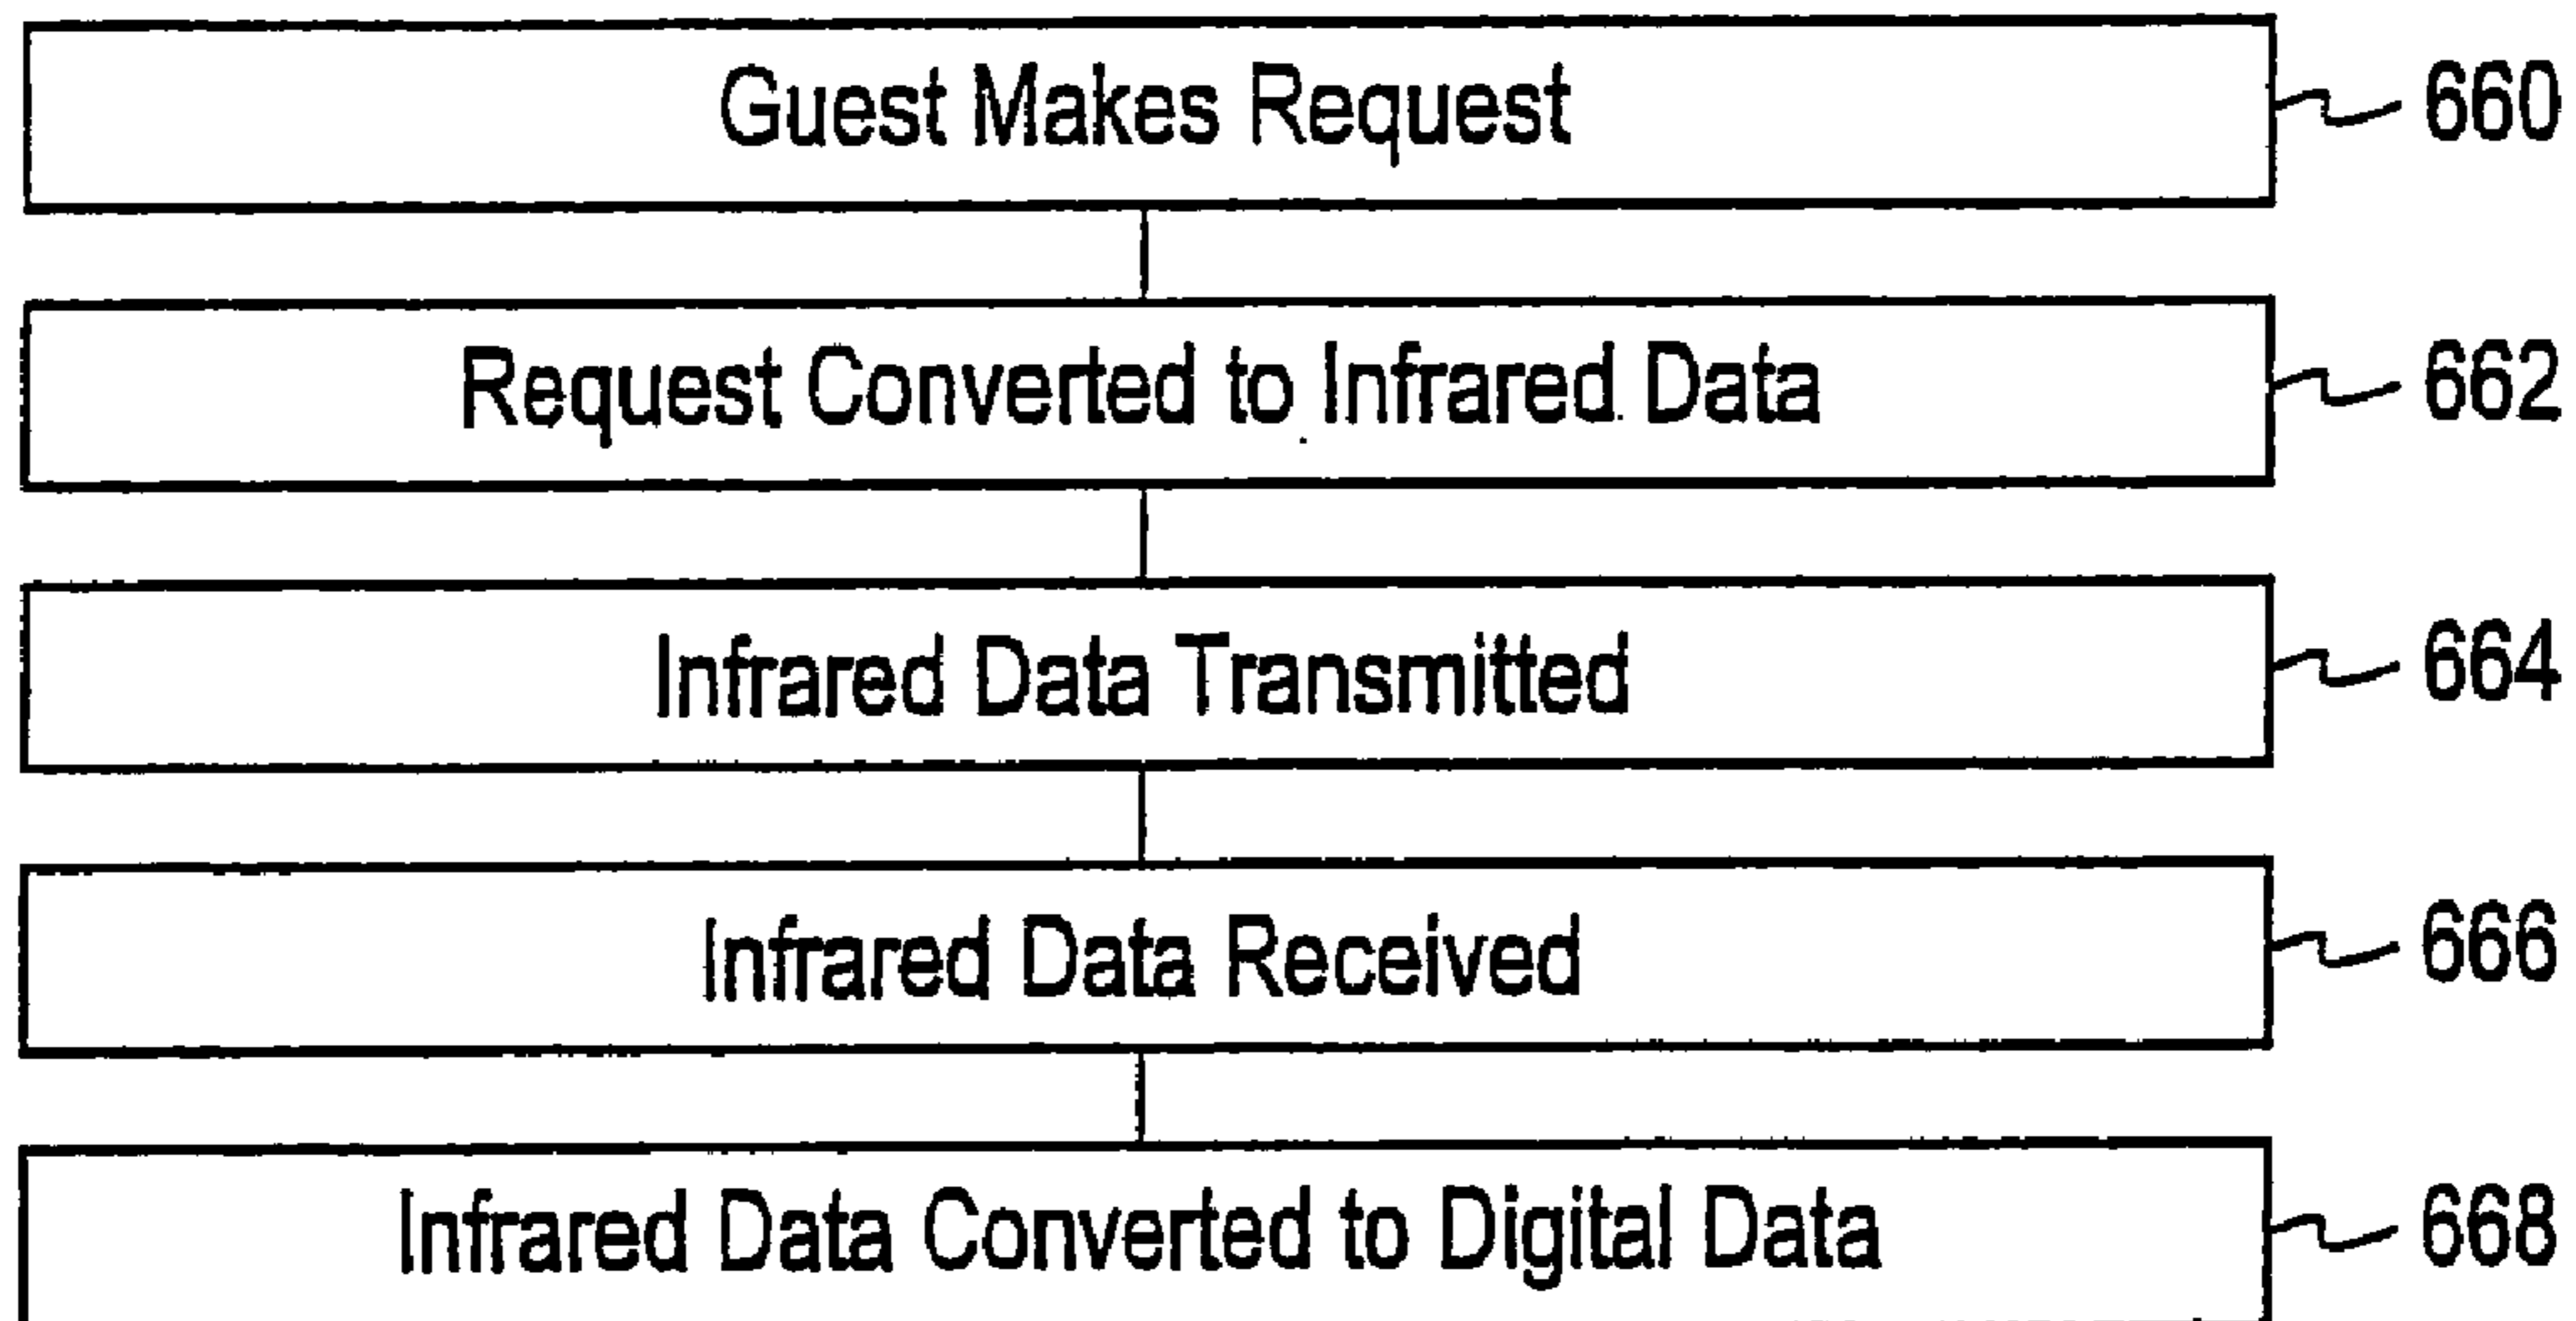 Guest Makes Request 660
Request Converted to Infrared Data 662
Infrared Data Transmitted 664
Infrared Data Received 666
Infrared Data Converted to Digital Data 668